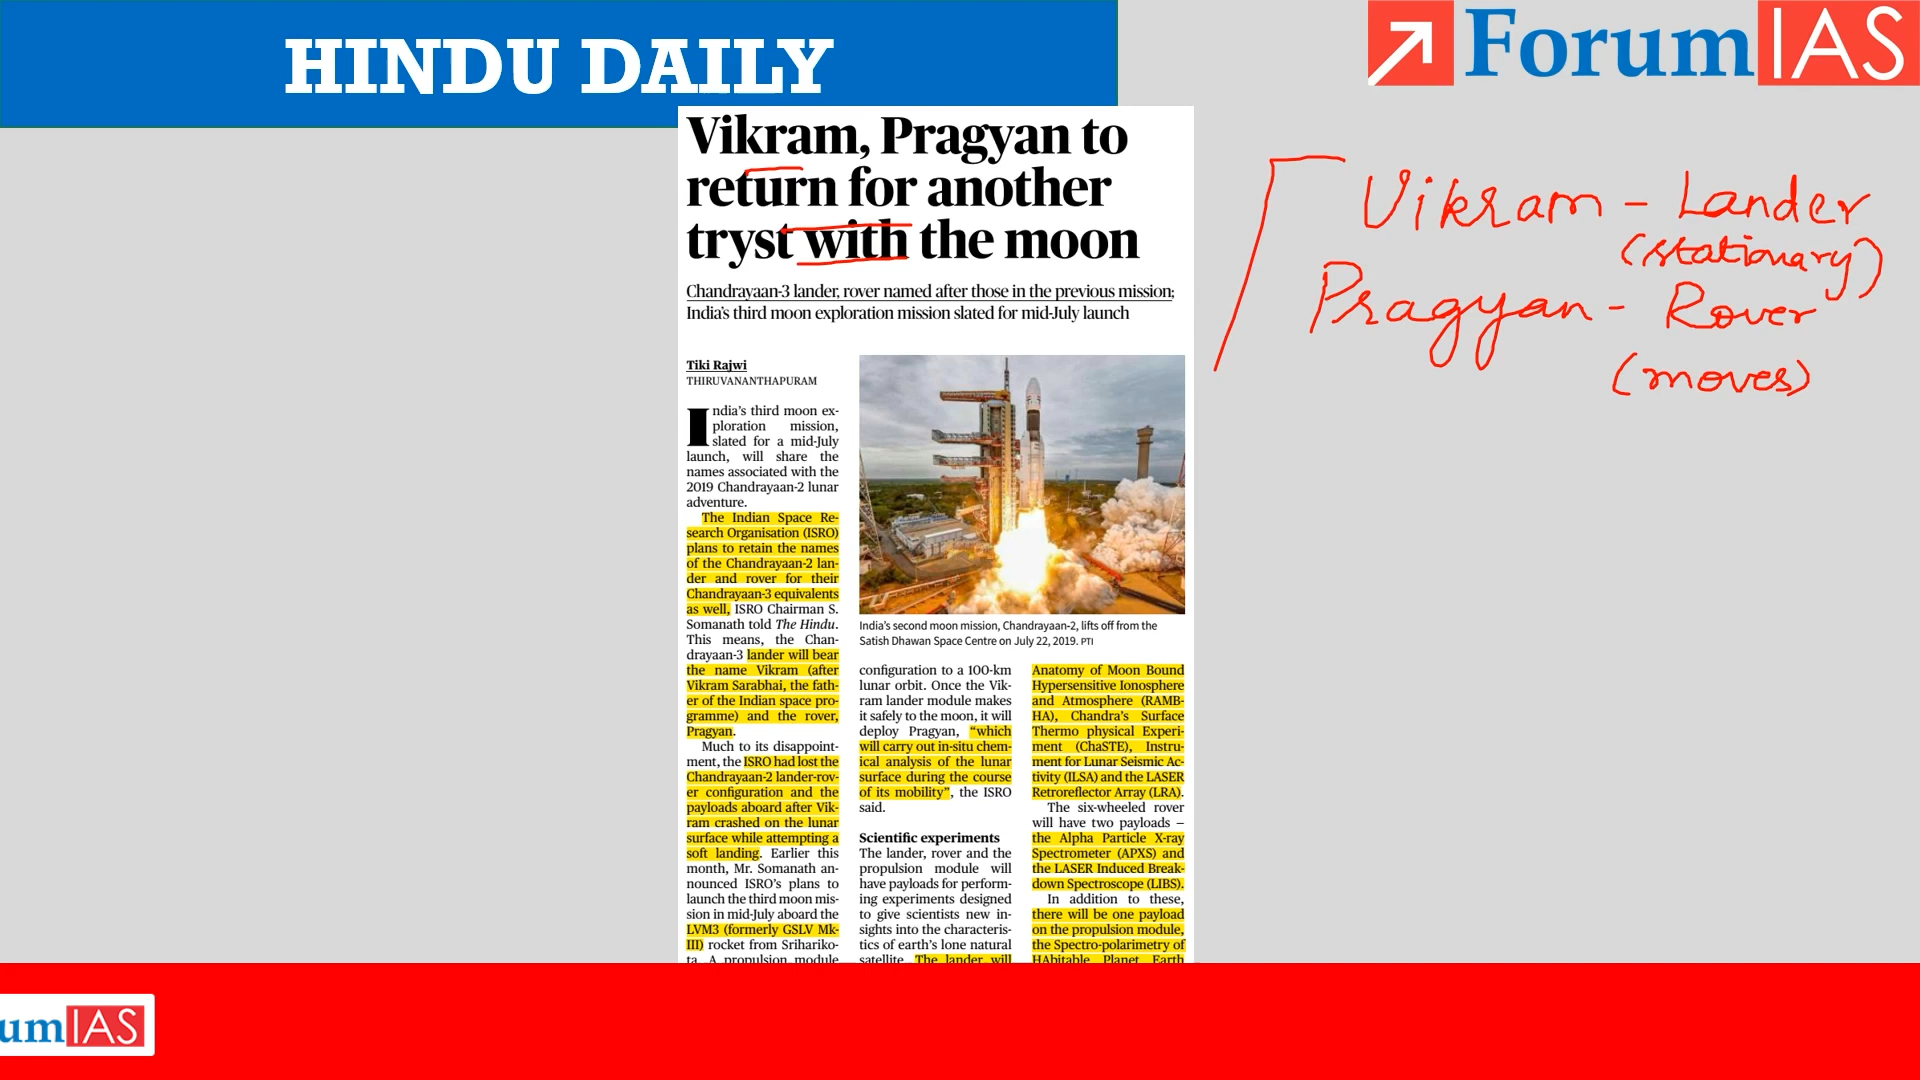 HINDU DAILY
ForumIAS
Vikram, Pragyan to
return for another
tryst with the moon
Chandrayaan-3 lander, rover named after those in the previous mission;
India's third moon exploration mission slated for mid-July launch
Tiki Rajwi
THIRUVANANTHAPURAM
India's third moon ex-
ploration mission,
slated for a mid-July
launch, will share the
names associated with the
2019 Chandrayaan-2 lunar
adventure.
The Indian Space Re-
search Organisation (ISRO)
plans to retain the names
of the Chandrayaan-2 lan-
der and rover for their
Chandrayaan-3 equivalents
as well, ISRO Chairman S.
Somanath told The Hindu.
This means, the Chan-
drayaan-3 lander will bear
the name Vikram (after
Vikram Sarabhai, the fath-
er of the Indian space pro-
gramme) and the rover,
Pragyan.
Much to its disappoint-
ment, the ISRO had lost the
Chandrayaan-2 lander-rov-
er configuration and the
payloads aboard after Vik-
ram crashed on the lunar
surface while attempting a
soft landing. Earlier this
month, Mr. Somanath an-
nounced ISRO's plans to
launch the third moon mis-
sion in mid-July aboard the
LVM3 (formerly GSLV Mk-
III) rocket from Srihariko-
ta. A propulsion module
India's second moon mission, Chandrayaan-2, lifts off from the
Satish Dhawan Space Centre on July 22, 2019. PTI
configuration to a 100-km
lunar orbit. Once the Vik-
ram lander module makes
it safely to the moon, it will
deploy Pragyan, “which
will carry out in-situ chem-
ical analysis of the lunar
surface during the course
of its mobility”, the ISRO
said.
Scientific experiments
The lander, rover and the
propulsion module will
have payloads for perform-
ing experiments designed
to give scientists new in-
sights into the characteris-
tics of earth's lone natural
satellite. The lander will
Anatomy of Moon Bound
Hypersensitive Ionosphere
and Atmosphere (RAMB-
HA), Chandra's Surface
Thermo physical Experi-
ment (ChaSTE), Instru-
ment for Lunar Seismic Ac-
tivity (ILSA) and the LASER
Retroreflector Array (LRA).
The six-wheeled rover
will have two payloads –
the Alpha Particle X-ray
Spectrometer (APXS) and
the LASER Induced Break-
down Spectroscope (LIBS).
In addition to these,
there will be one payload
on the propulsion module,
the Spectro-polarimetry of
HAbitable Planet Earth
Vikram - Lander
(stationary)
Pragyan - Rover
(moves)
umIAS